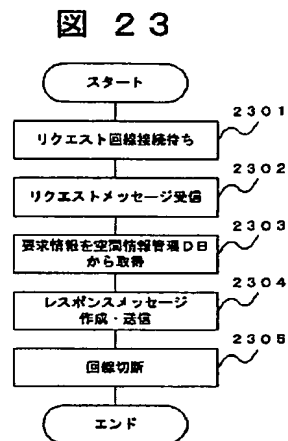 図 23
スタート
2301
リクエスト回線接続待ち
2302
リクエストメッセージ受信
2303
要求情報を空間情報管理DB
から取得
2304
レスポンスメッセージ
作成・送信
2305
回線切断
エンド